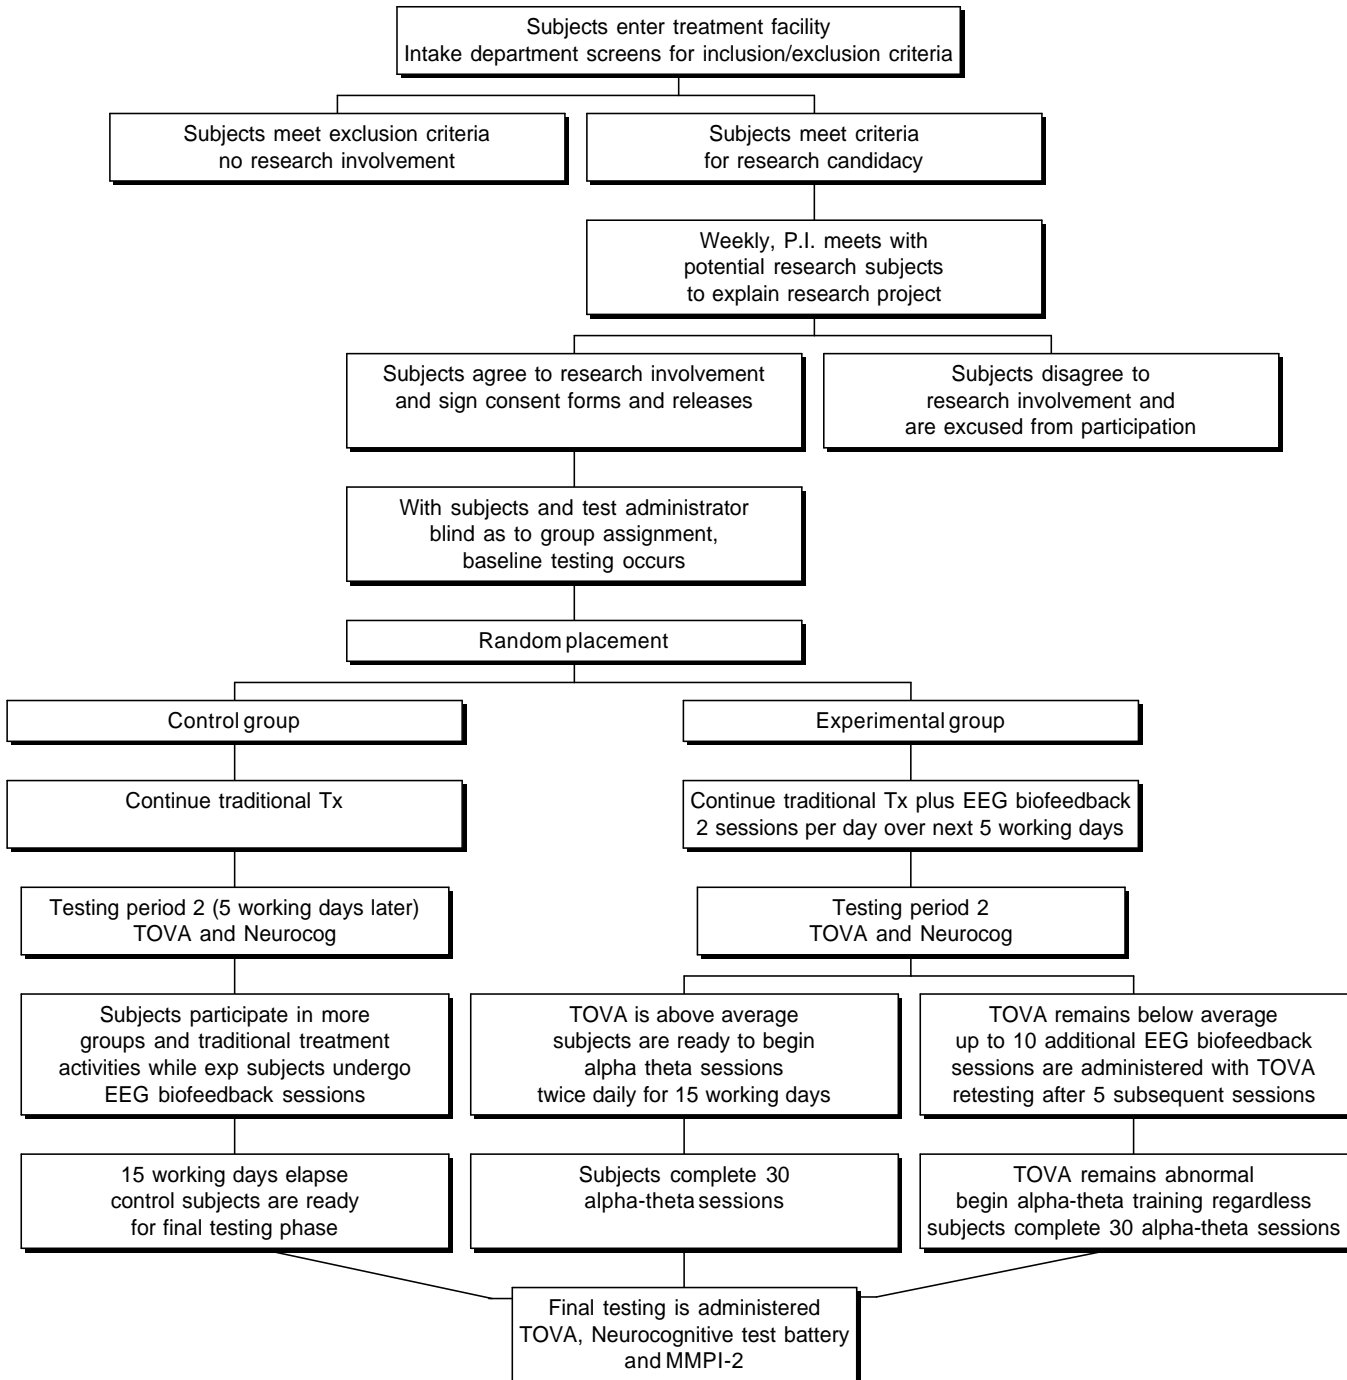 Subjects enter treatment facility
Intake department screens for inclusion/exclusion criteria
Subjects meet exclusion criteria
no research involvement
Subjects meet criteria
for research candidacy
Weekly, P.I. meets with
potential research subjects
to explain research project
Subjects agree to research involvement
and sign consent forms and releases
Subjects disagree to
research involvement and
are excused from participation
With subjects and test administrator
blind as to group assignment,
baseline testing occurs
Random placement
Control group
Experimental group
Continue traditional Tx
Continue traditional Tx plus EEG biofeedback
2 sessions per day over next 5 working days
Testing period 2 (5 working days later)
TOVA and Neurocog
Testing period 2
TOVA and Neurocog
Subjects participate in more
groups and traditional treatment
activities while exp subjects undergo
EEG biofeedback sessions
TOVA is above average
subjects are ready to begin
alpha theta sessions
twice daily for 15 working days
TOVA remains below average
up to 10 additional EEG biofeedback
sessions are administered with TOVA
retesting after 5 subsequent sessions
15 working days elapse
control subjects are ready
for final testing phase
Subjects complete 30
alpha-theta sessions
TOVA remains abnormal
begin alpha-theta training regardless
subjects complete 30 alpha-theta sessions
Final testing is administered
TOVA, Neurocognitive test battery
and MMPI-2